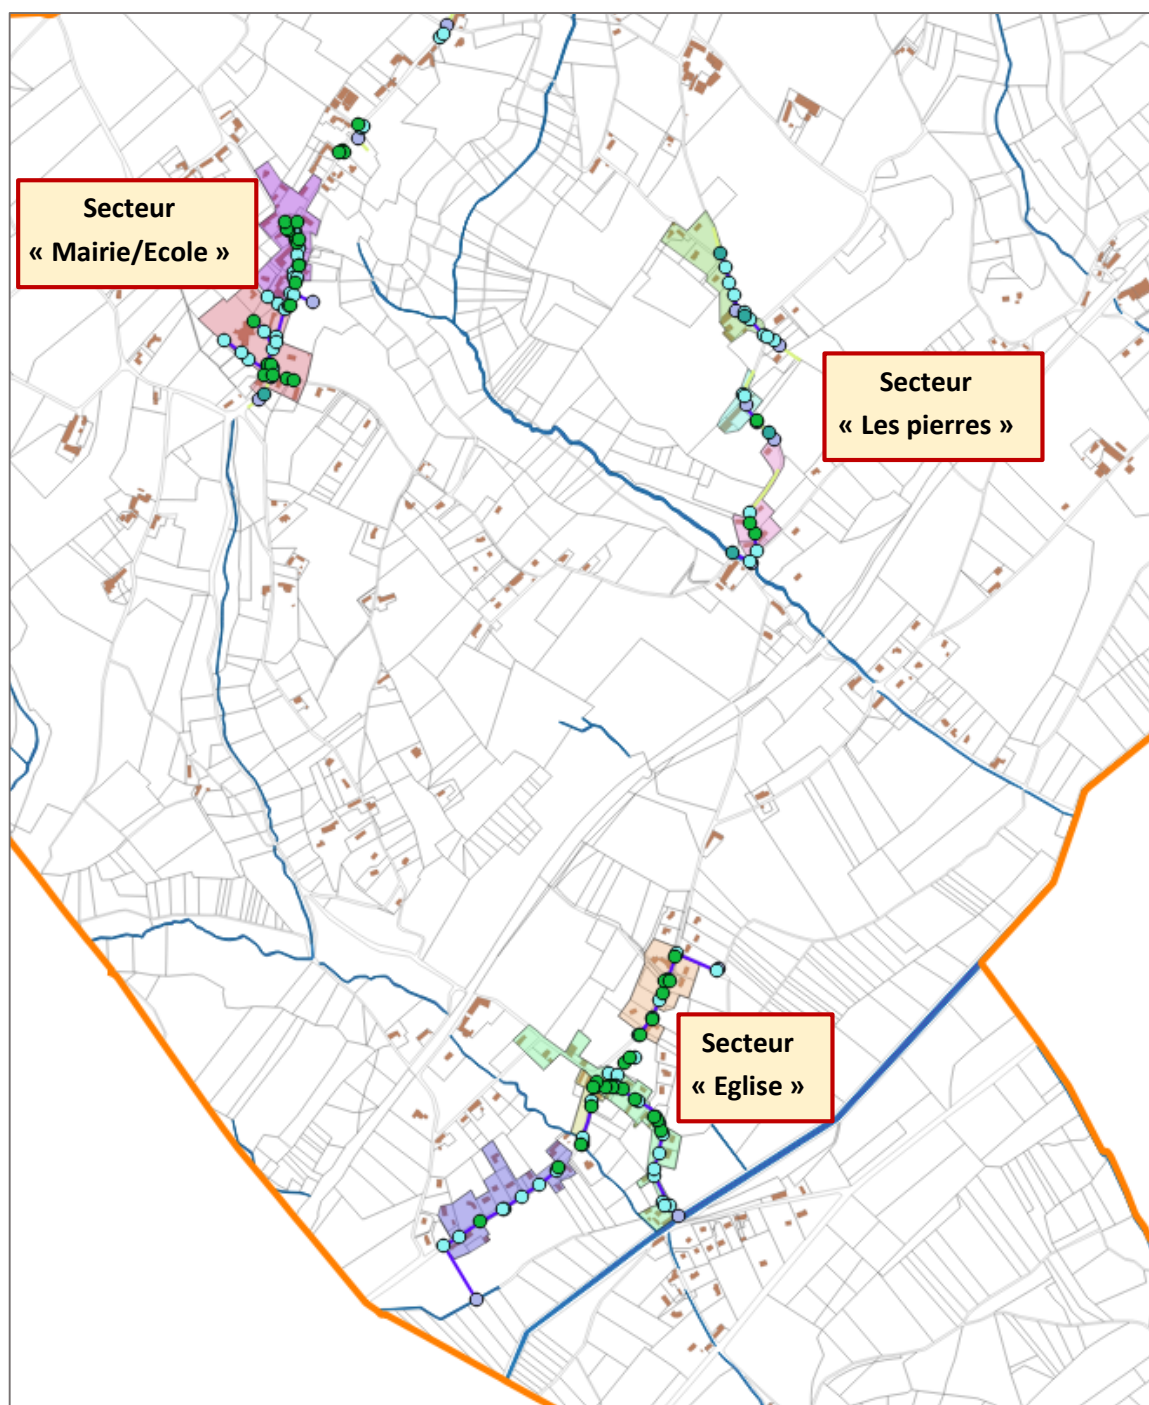 Secteur
« Mairie/Ecole »
Secteur
« Les pierres »
Secteur
« Eglise »